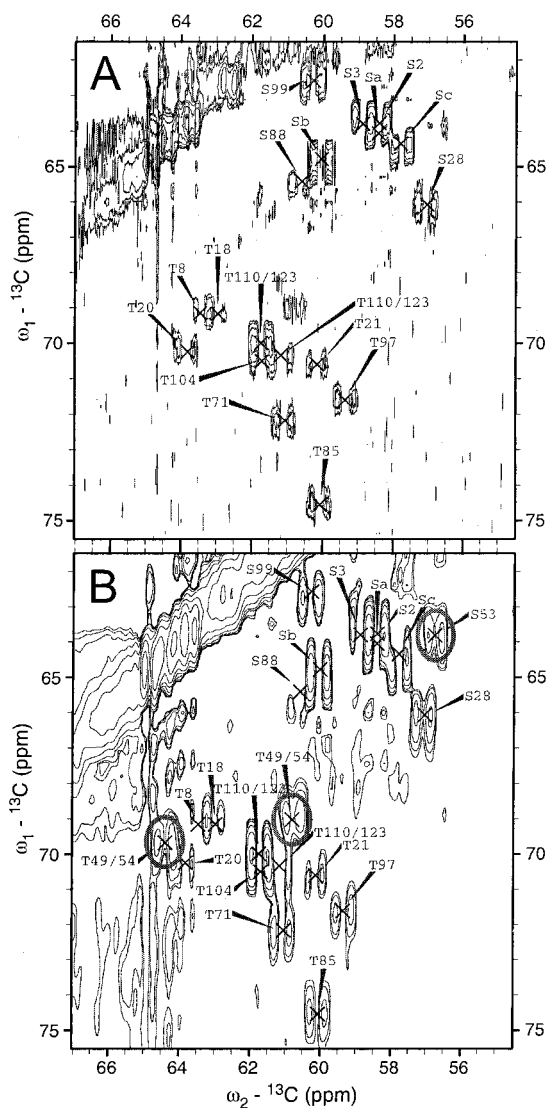 66 64 62 60 58 56
A
S99
S3
Sa
S2
Sc
S88
Sb
S28
65
65
T8
T18
T110/123
T110/123
T20
T21
70
70
T104
T97
T71
T85
75
75
ω₁ - ¹³C (ppm)
B
S99
S3
Sa
S2
Sc
S53
Sb
S88
S28
65
65
T49/54
T18
T8
T110/123
T110/123
T49/54
T20
T21
70
70
T104
T97
T71
T85
75
75
ω₁ - ¹³C (ppm)
66 64 62 60 58 56
ω₂ - ¹³C (ppm)